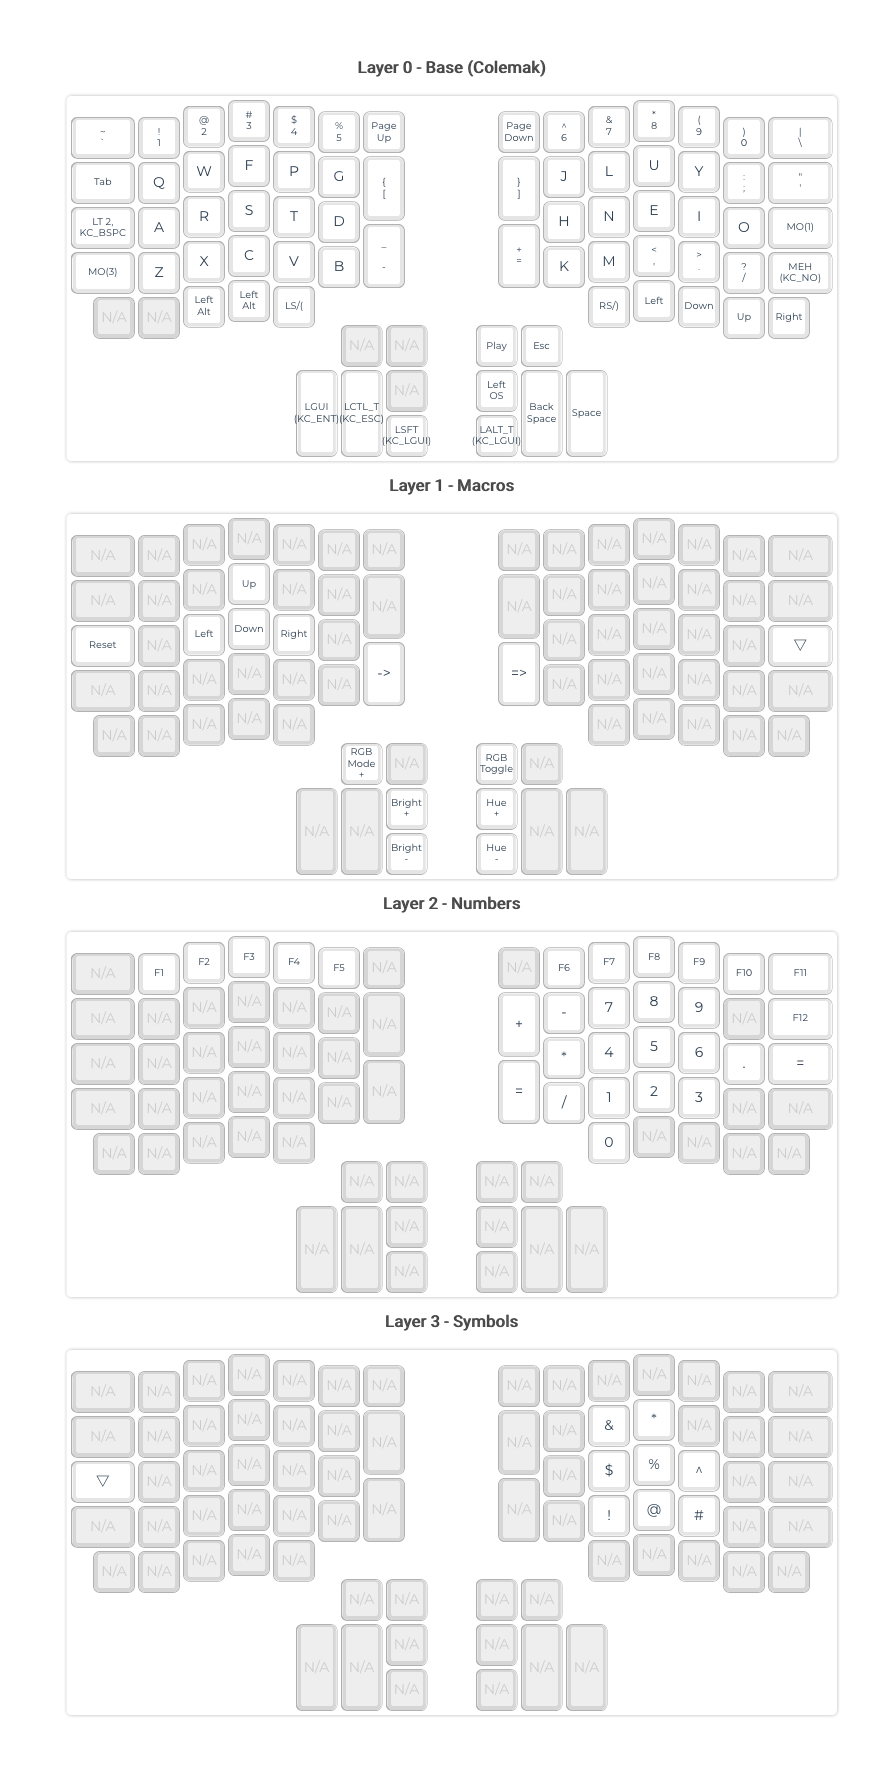 Layer 0 - Base (Colemak)
~ ! @ # $ % Page Page ^ & * ( ) |
` 1 2 3 4 5 Up Down 6 7 8 9 0 \
Tab Q W F P G { } J L U Y : "
[ ] ; '
LT 2, A R S T D H N E I O MO(1)
KC_BSPC
MO(3) Z X C V B _ + K M < > ? MEH
- = , . / (KC_NO)
N/A N/A Left Left LS/( RS/) Left Down Up Right
Alt Alt
N/A N/A Play Esc
LGUI LCTL_T N/A Left Back Space
(KC_ENT) (KC_ESC) OS Space
LSFT LALT_T
(KC_LGUI) (KC_LGUI)
Layer 1 - Macros
N/A N/A N/A N/A N/A N/A N/A N/A N/A N/A N/A N/A N/A N/A
N/A N/A N/A Up N/A N/A N/A N/A N/A N/A N/A N/A N/A N/A
Reset N/A Left Down Right N/A N/A N/A N/A N/A N/A ▽
N/A N/A N/A N/A N/A N/A -> => N/A N/A N/A N/A N/A N/A
N/A N/A N/A N/A N/A N/A N/A N/A N/A N/A
RGB N/A RGB N/A
Mode Toggle
+
N/A N/A Bright Hue N/A N/A
+ +
Bright Hue
- -
Layer 2 - Numbers
N/A F1 F2 F3 F4 F5 N/A N/A F6 F7 F8 F9 F10 F11
N/A N/A N/A N/A N/A N/A N/A + - 7 8 9 N/A F12
N/A N/A N/A N/A N/A N/A * 4 5 6 . =
N/A N/A N/A N/A N/A N/A N/A = / 1 2 3 N/A N/A
N/A N/A N/A N/A N/A 0 N/A N/A N/A N/A
N/A N/A N/A N/A
N/A N/A N/A N/A N/A N/A
N/A N/A
Layer 3 - Symbols
N/A N/A N/A N/A N/A N/A N/A N/A N/A N/A N/A N/A N/A N/A
N/A N/A N/A N/A N/A N/A N/A N/A N/A & * N/A N/A N/A
▽ N/A N/A N/A N/A N/A N/A $ % ^ N/A N/A
N/A N/A N/A N/A N/A N/A N/A N/A N/A ! @ # N/A N/A
N/A N/A N/A N/A N/A N/A N/A N/A N/A N/A
N/A N/A N/A N/A
N/A N/A N/A N/A N/A N/A
N/A N/A